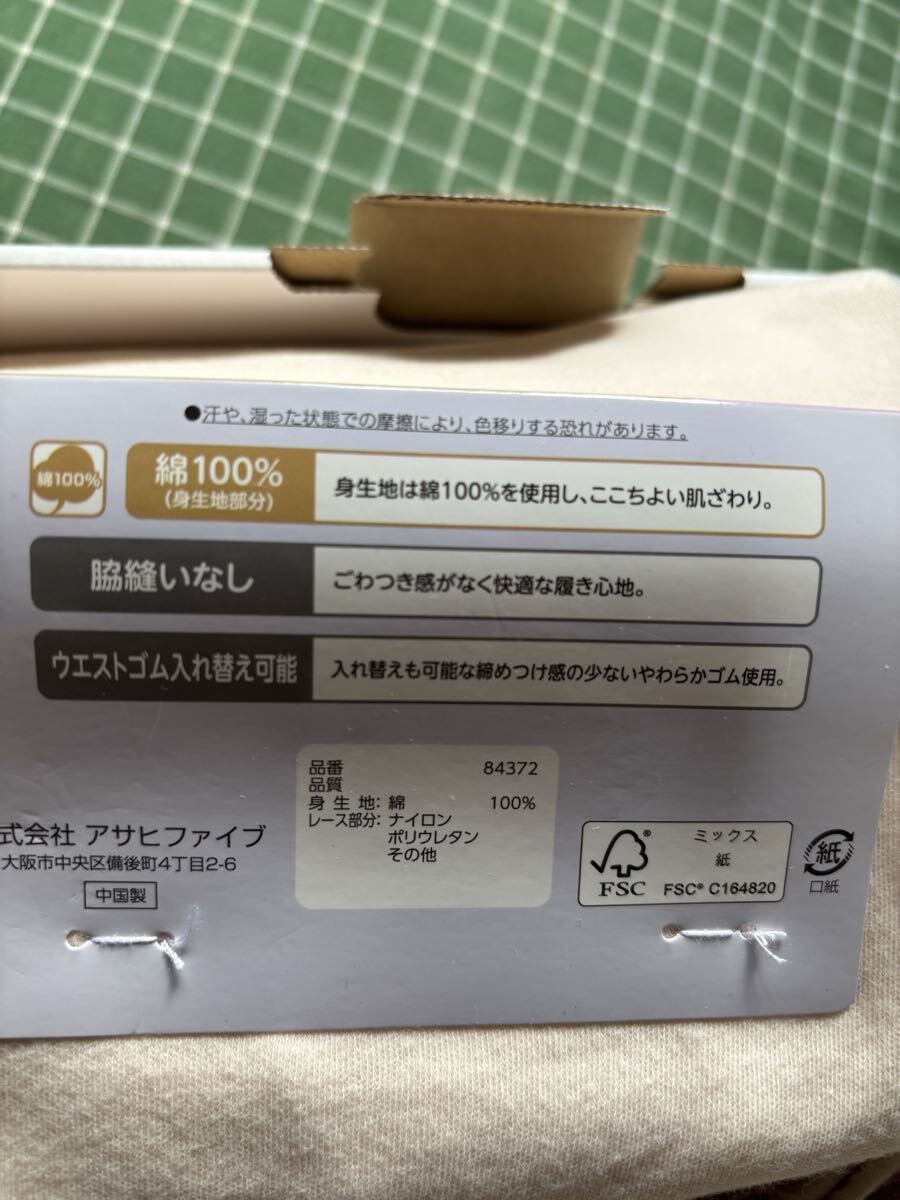 ●汗や、湿った状態での摩擦により、色移りする恐れがあります。
綿100%
綿100%
(身生地部分)
身生地は綿100%を使用し、ここちよい肌ざわり。
脇縫いなし
ごわつき感がなく快適な履き心地。
ウエストゴム入れ替え可能
入れ替えも可能な締めつけ感の少ないやわらかゴム使用。
品番 84372
品質
身生地：綿 100%
レース部分：ナイロン
ポリウレタン
その他
式会社 アサヒファイブ
大阪市中央区備後町4丁目2-6
中国製
FSC
ミックス
紙
FSC® C164820
紙
口紙